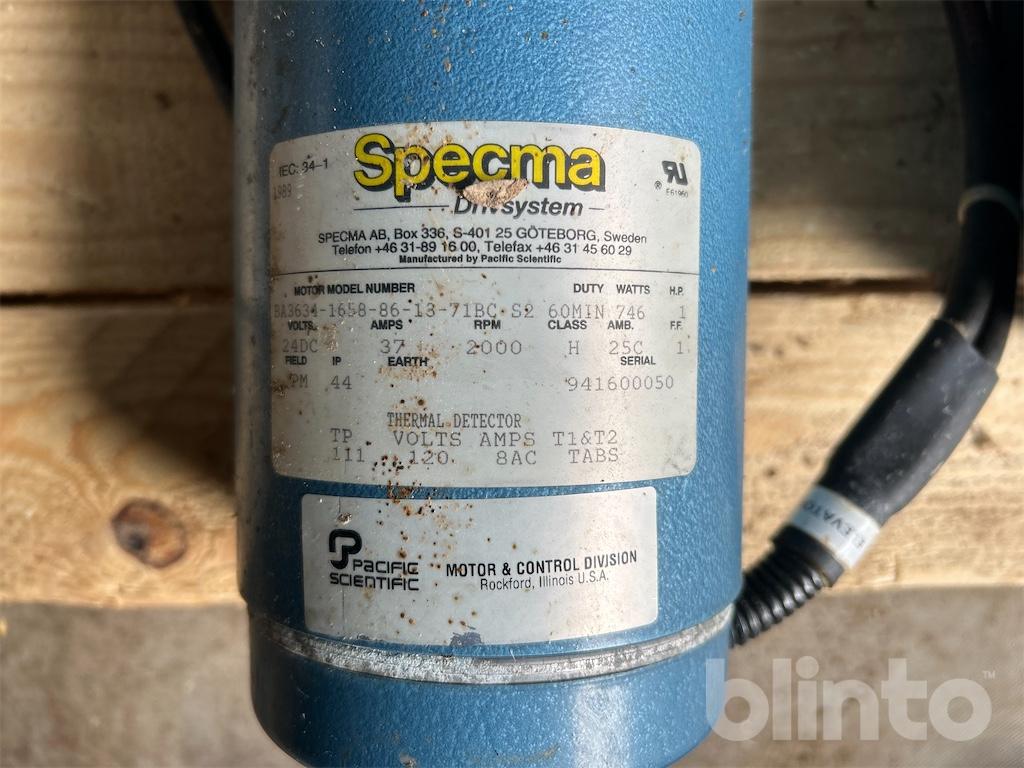 IEC: 34-1
1989
Specma
Drivsystem
RU
® E61960
SPECMA AB, Box 336, S-401 25 GÖTEBORG, Sweden
Telefon +46 31-89 16 00, Telefax +46 31 45 60 29
Manufactured by Pacific Scientific
MOTOR MODEL NUMBER DUTY WATTS H.P.
BA3634-1658-86-13-71BC S2 60MIN 746 1
VOLTS AMPS RPM CLASS AMB. F.F.
24DC 37 2000 H 25C 1
FIELD IP EARTH SERIAL
PM 44 941600050
THERMAL DETECTOR
TP VOLTS AMPS T1&T2
111 120 8AC TABS
PACIFIC
SCIENTIFIC
MOTOR & CONTROL DIVISION
Rockford, Illinois U.S.A.
blinto™